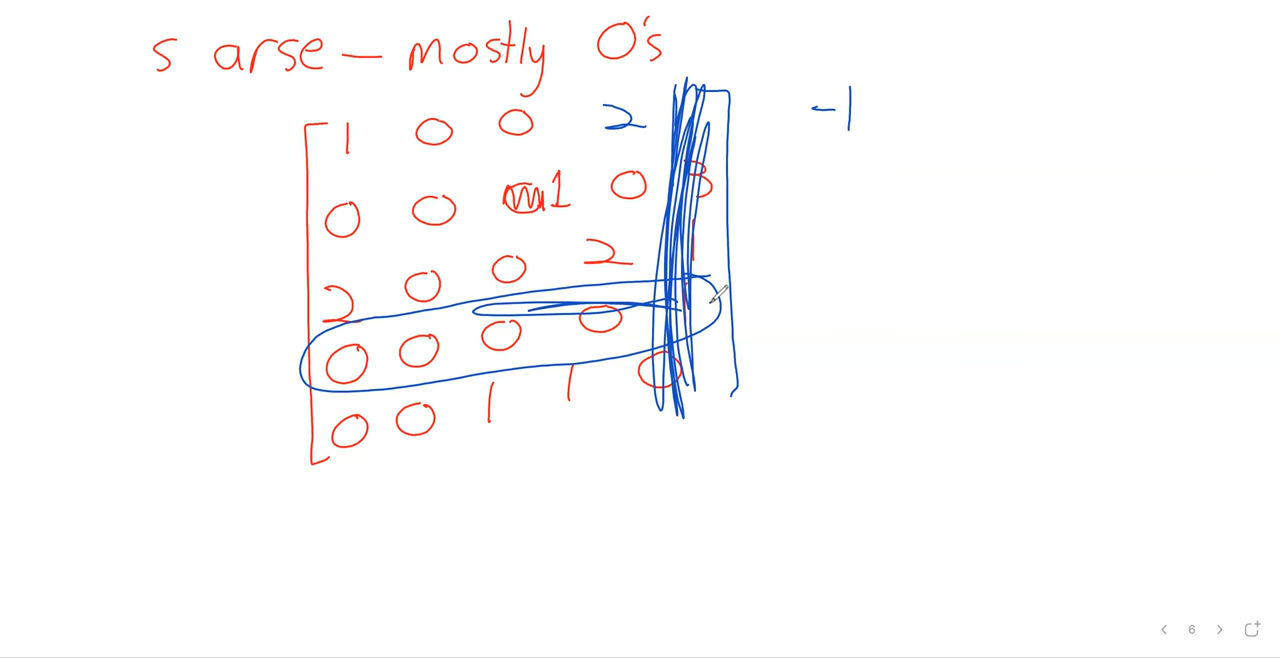 s arse — mostly 0's
1 0 0 2
-1
0 0 1 0 3
2 0 0 2 1
0 0 0 0
0 0 1 1 0
6